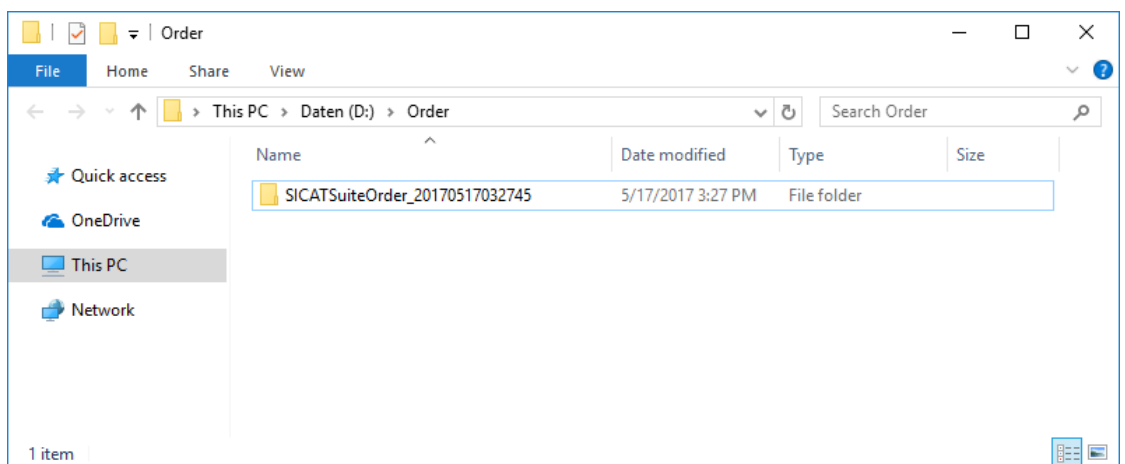 Order
File Home Share View
This PC > Daten (D:) > Order Search Order
Name Date modified Type Size
Quick access
SICATSuiteOrder_20170517032745 5/17/2017 3:27 PM File folder
OneDrive
This PC
Network
1 item